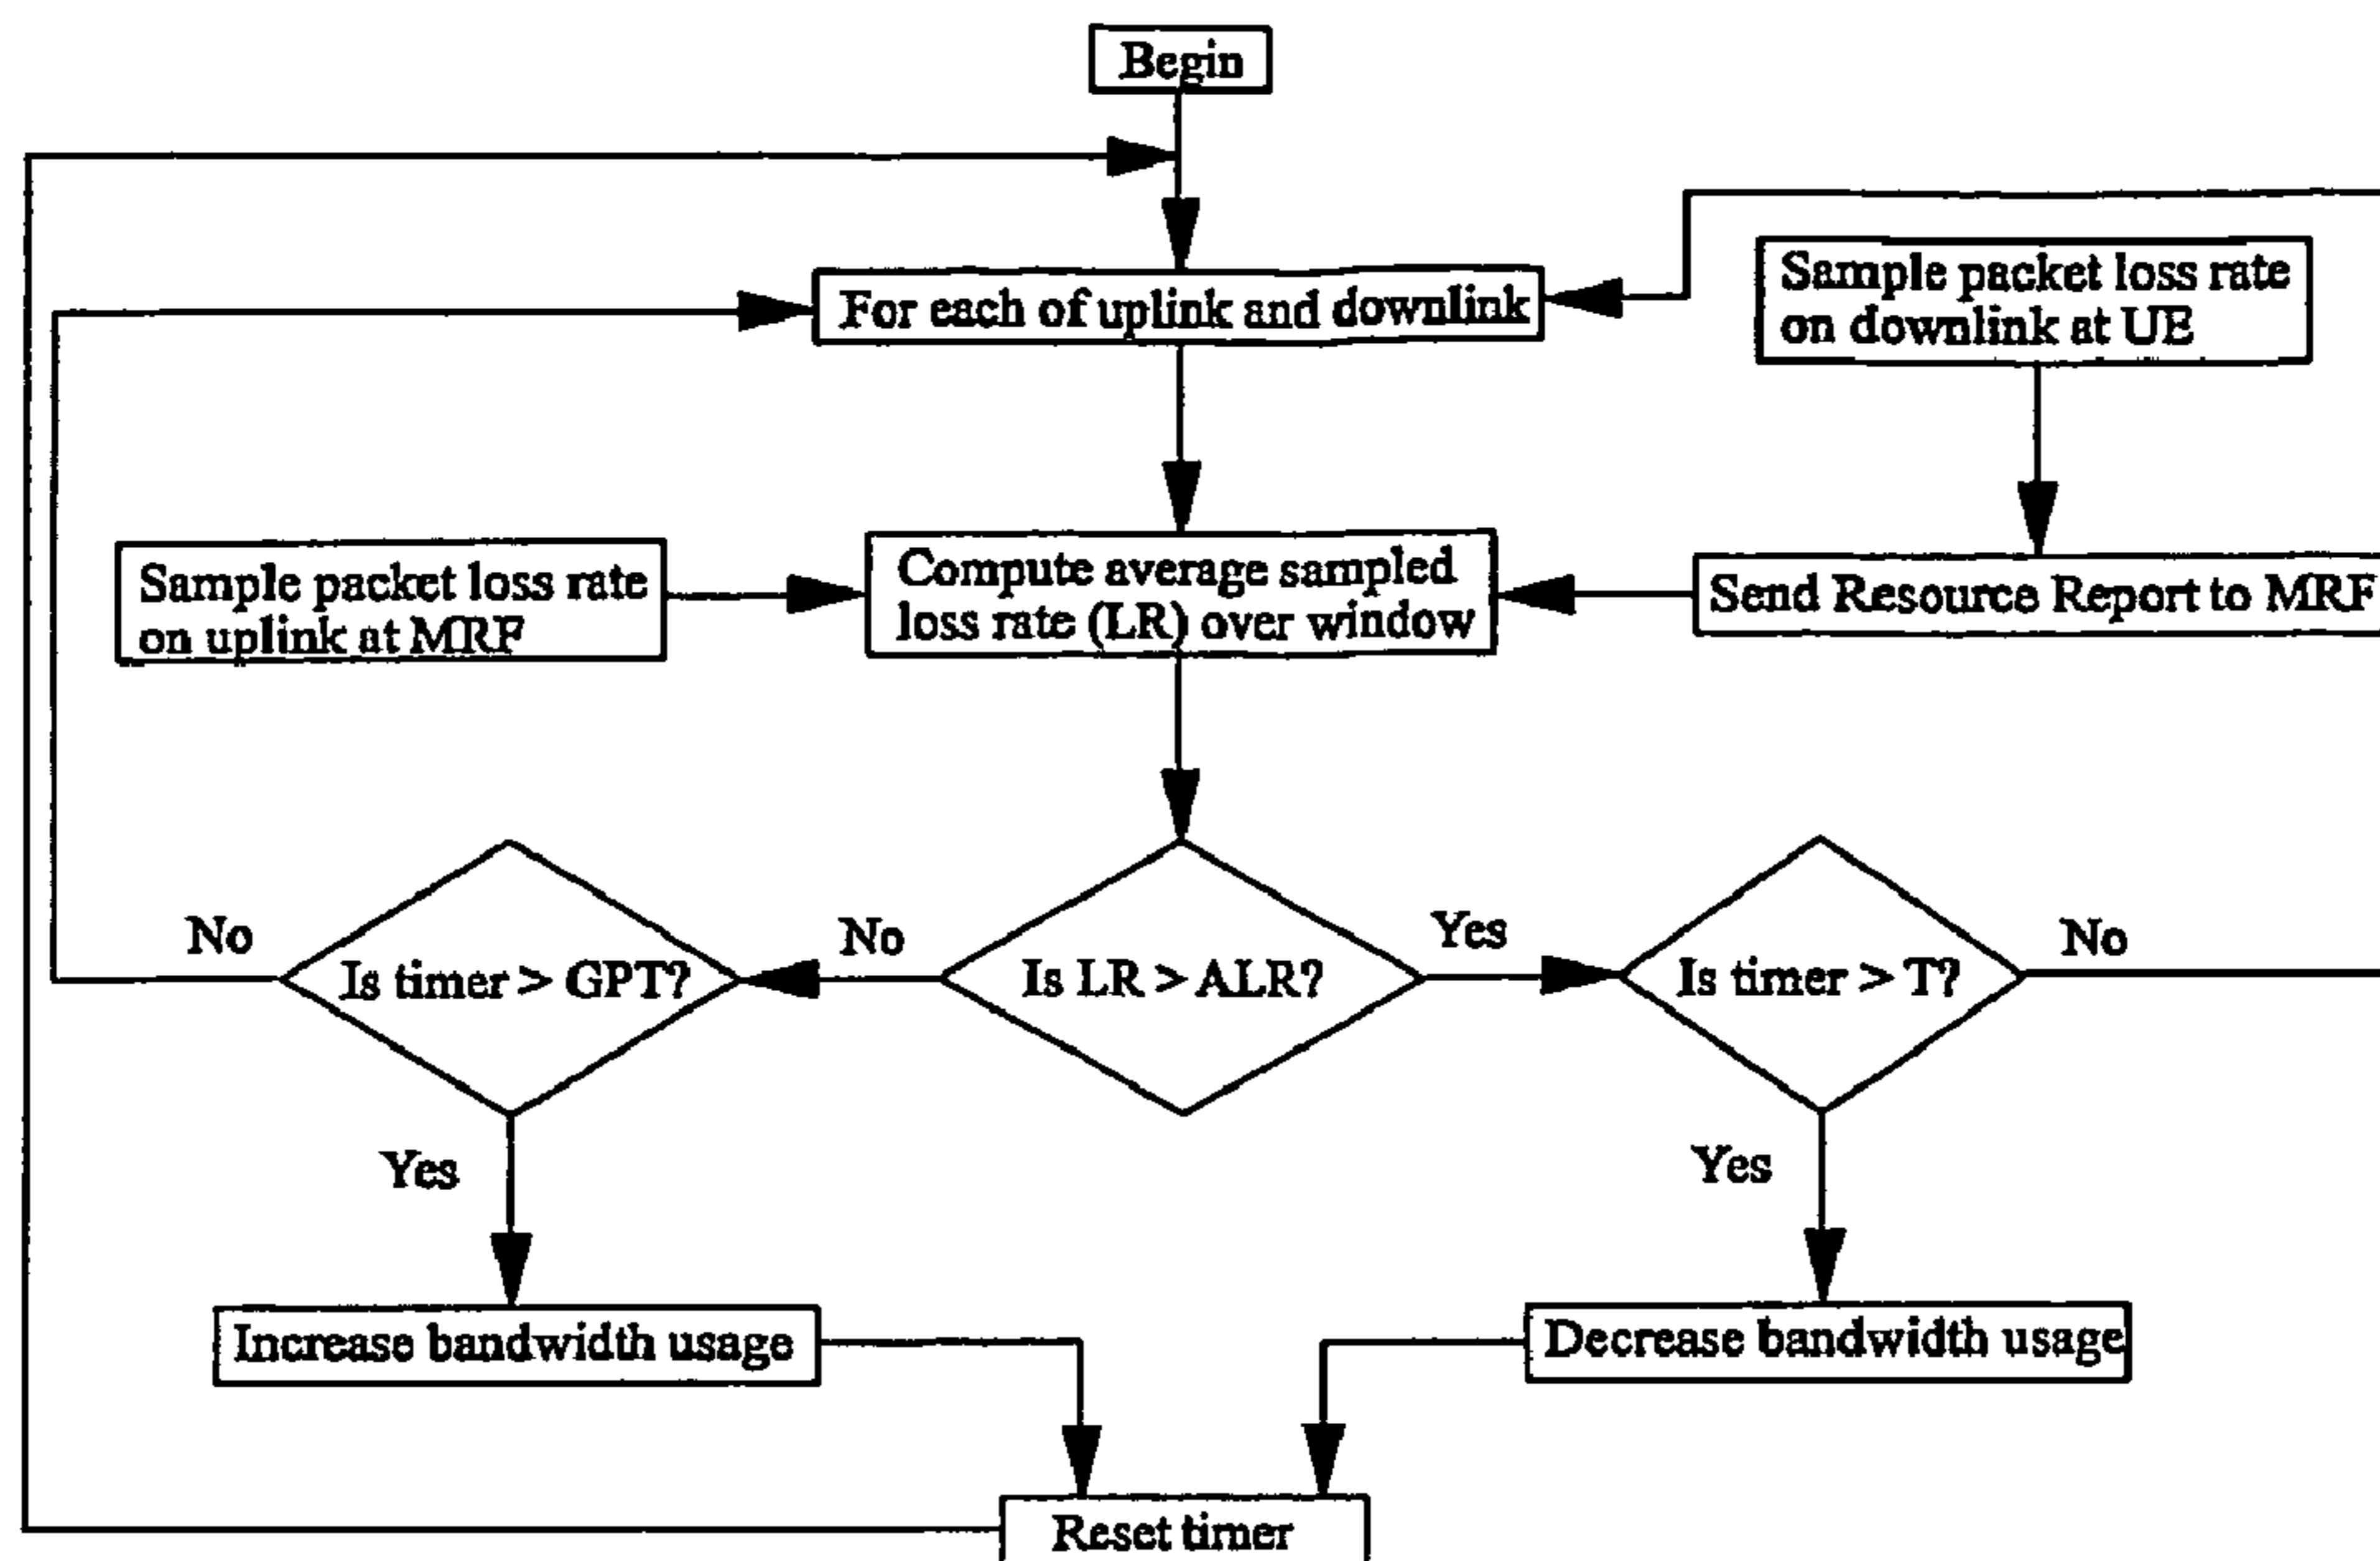 Begin
For each of uplink and downlink
Sample packet loss rate
on downlink at UE
Sample packet loss rate
on uplink at MRF
Compute average sampled
loss rate (LR) over window
Send Resource Report to MRF
No
Is timer > GPT?
No
Is LR > ALR?
Yes
Is timer > T?
No
Yes
Yes
Increase bandwidth usage
Decrease bandwidth usage
Reset timer